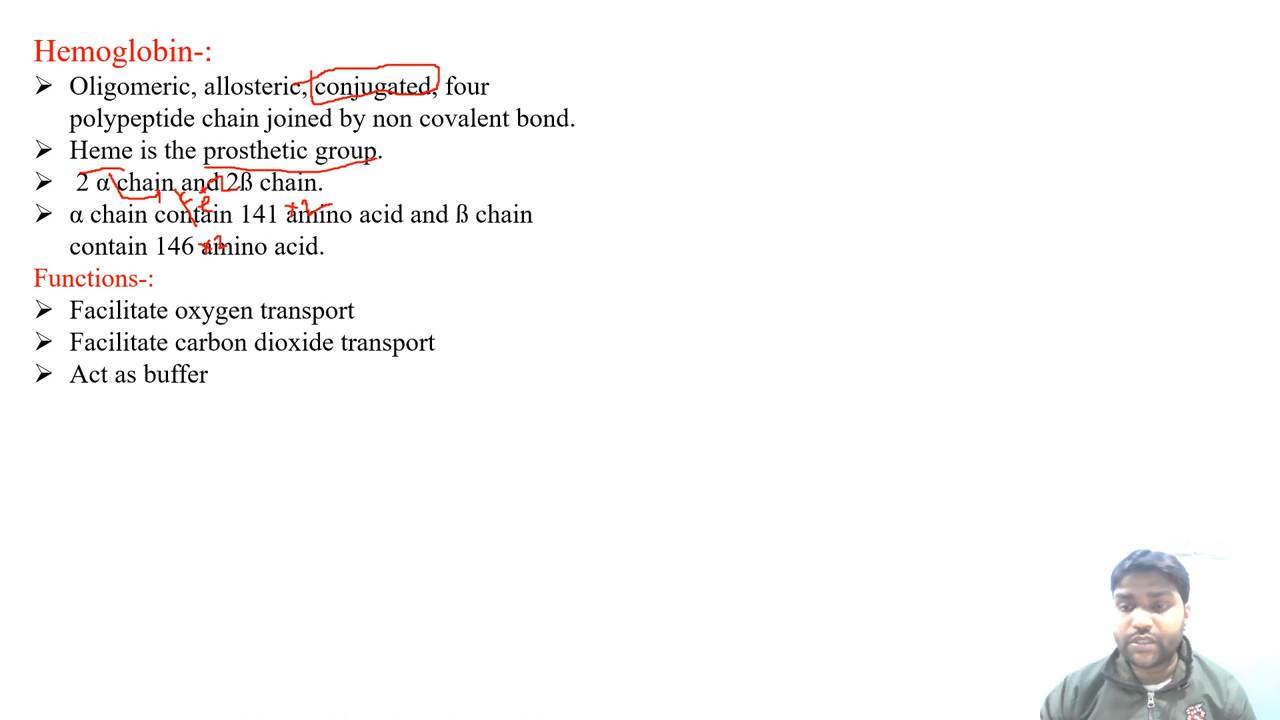 Hemoglobin-:
➢ Oligomeric, allosteric, conjugated, four
polypeptide chain joined by non covalent bond.
➢ Heme is the prosthetic group.
➢ 2 α chain and 2ß chain.
➢ α chain contain 141 amino acid and ß chain
contain 146 amino acid.
Functions-:
➢ Facilitate oxygen transport
➢ Facilitate carbon dioxide transport
➢ Act as buffer